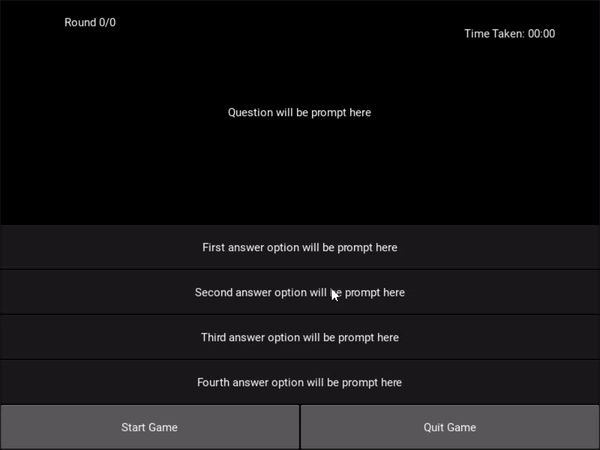 Round 0/0
Time Taken: 00:00
Question will be prompt here
First answer option will be prompt here
Second answer option will be prompt here
Third answer option will be prompt here
Fourth answer option will be prompt here
Start Game
Quit Game